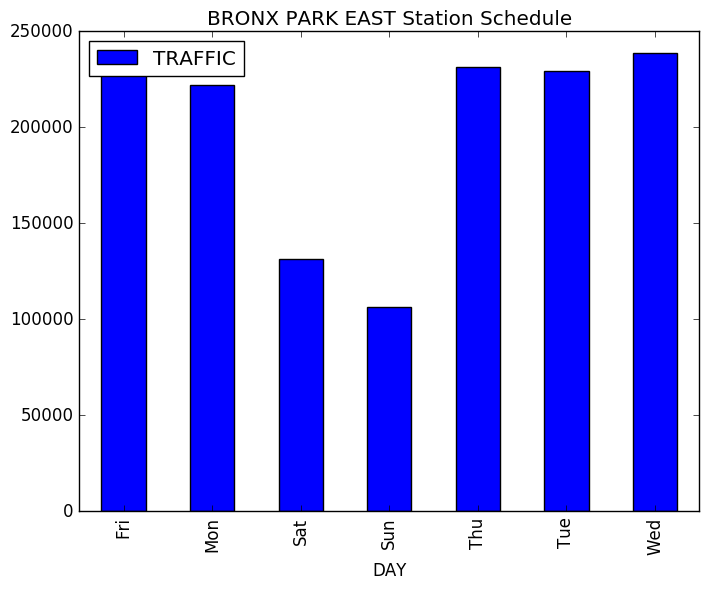 BRONX PARK EAST Station Schedule
250000
TRAFFIC
200000
150000
100000
50000
0
Fri
Mon
Sat
Sun
Thu
Tue
Wed
DAY